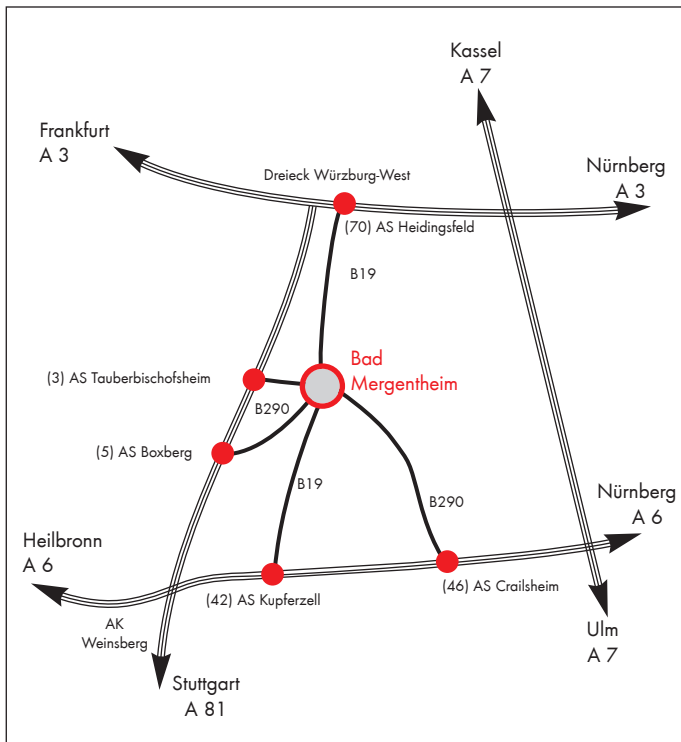 Kassel
A 7
Frankfurt
A 3
Dreieck Würzburg-West
Nürnberg
A 3
(70) AS Heidingsfeld
B19
Bad
Mergentheim
(3) AS Tauberbischofsheim
B290
(5) AS Boxberg
B19
B290
Nürnberg
A 6
Heilbronn
A 6
(46) AS Crailsheim
(42) AS Kupferzell
AK
Weinsberg
Ulm
A 7
Stuttgart
A 81